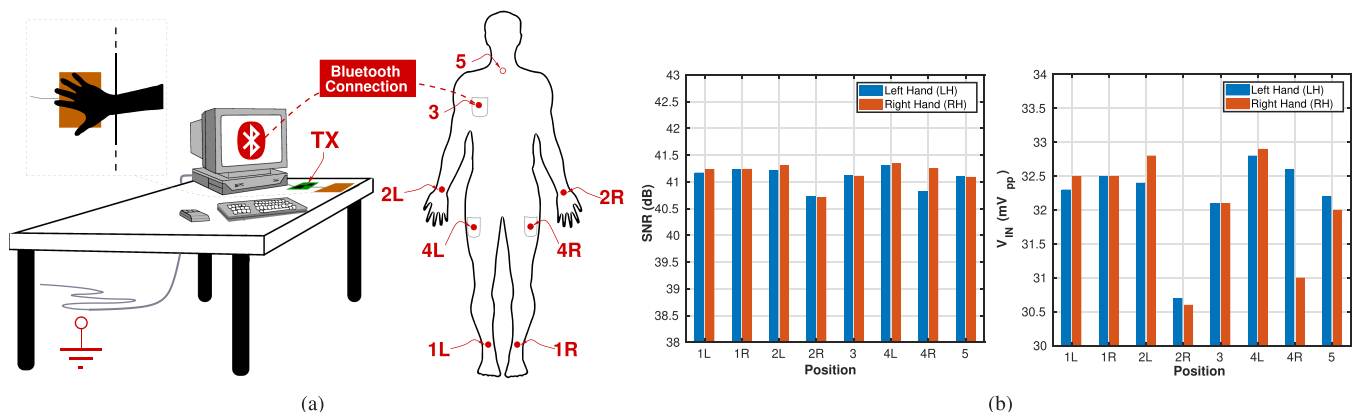 Bluetooth
Connection
TX
5
3
2L
2R
4L
4R
1L
1R
(a)
43
42.5
42
41.5
41
40.5
40
39.5
39
38.5
38
SNR (dB)
Left Hand (LH)
Right Hand (RH)
1L 1R 2L 2R 3 4L 4R 5
Position
34
33.5
33
32.5
32
31.5
31
30.5
30
V_IN (mV_pp)
Left Hand (LH)
Right Hand (RH)
1L 1R 2L 2R 3 4L 4R 5
Position
(b)